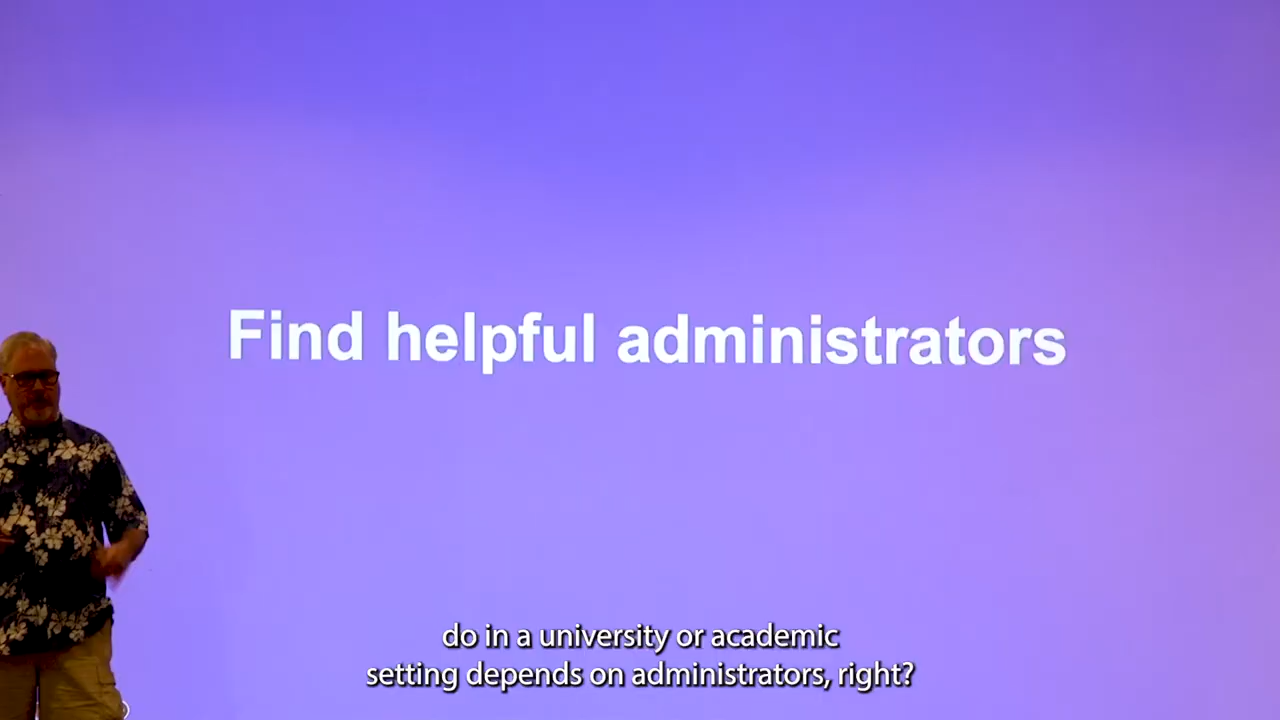 Find helpful administrators
do in a university or academic
setting depends on administrators, right?